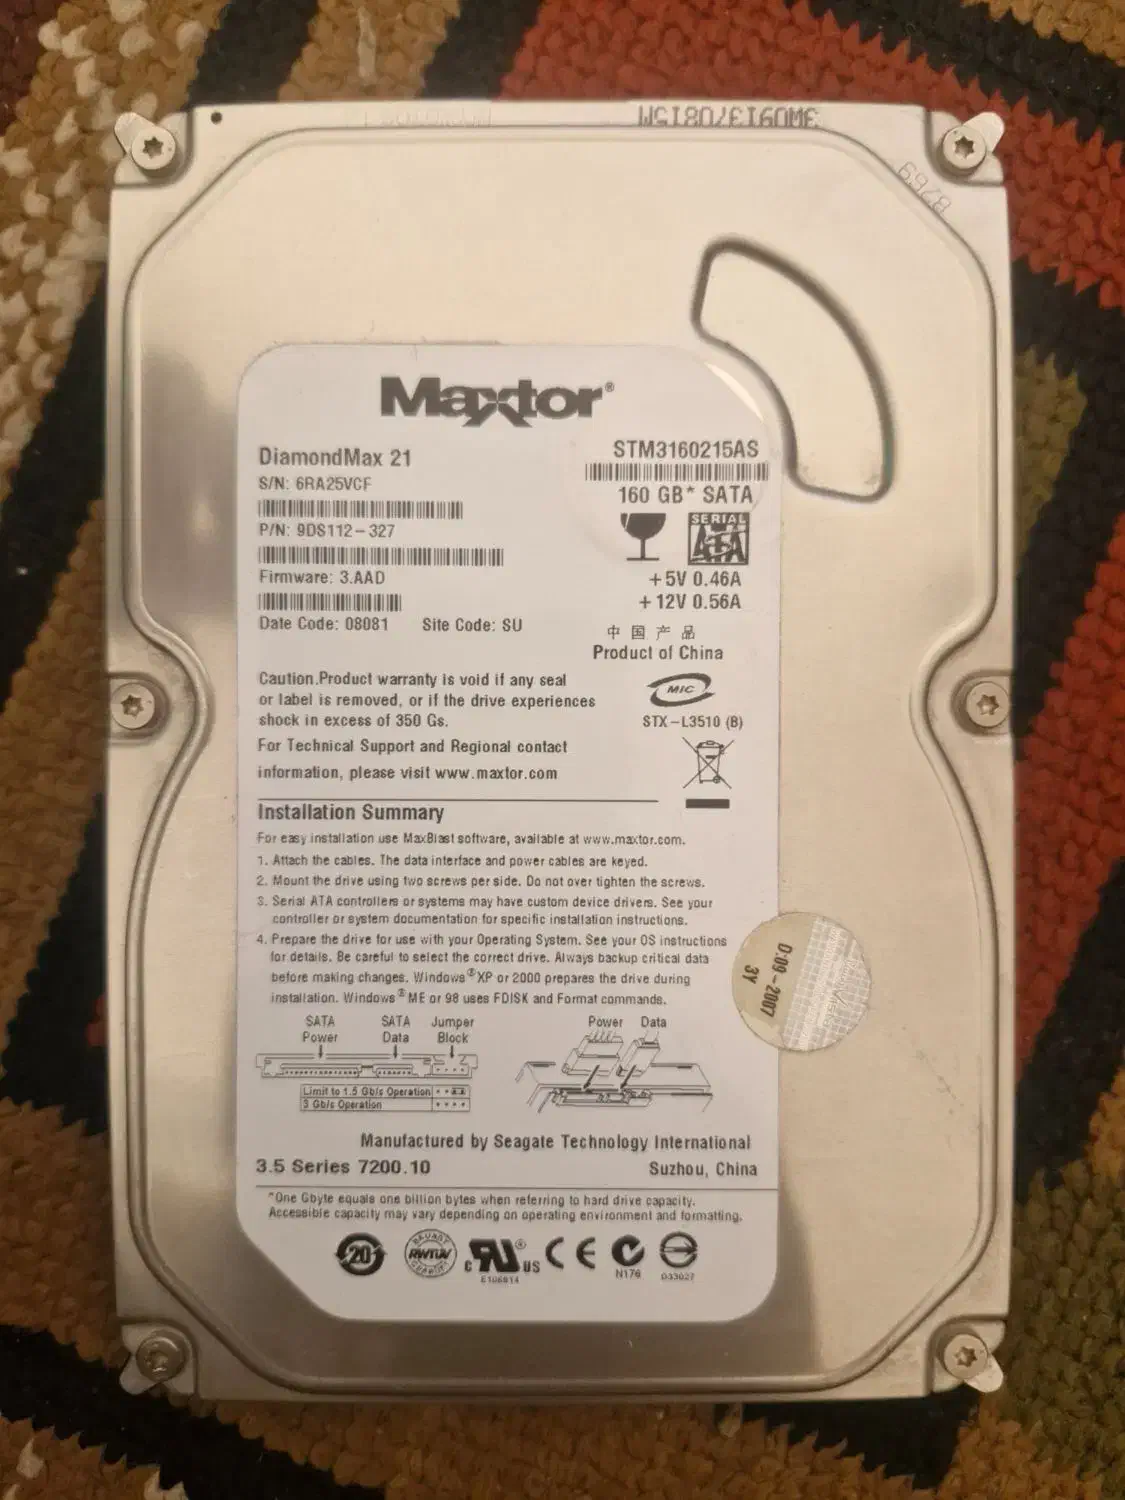 WS180/E160ME
8769
Maxtor®
DiamondMax 21
S/N: 6RA25VCF
P/N: 9DS112-327
Firmware: 3.AAD
Date Code: 08081 Site Code: SU
STM3160215AS
160 GB* SATA
SERIAL
ATA
+5V 0.46A
+12V 0.56A
中国产品
Product of China
MIC
STX-L3510 (B)
Caution.Product warranty is void if any seal
or label is removed, or if the drive experiences
shock in excess of 350 Gs.
For Technical Support and Regional contact
information, please visit www.maxtor.com
Installation Summary
For easy installation use MaxBlast software, available at www.maxtor.com.
1. Attach the cables. The data interface and power cables are keyed.
2. Mount the drive using two screws per side. Do not over tighten the screws.
3. Serial ATA controllers or systems may have custom device drivers. See your
controller or system documentation for specific installation instructions.
4. Prepare the drive for use with your Operating System. See your OS instructions
for details. Be careful to select the correct drive. Always backup critical data
before making changes. Windows® XP or 2000 prepares the drive during
installation. Windows® ME or 98 uses FDISK and Format commands.
D:09-2007
3Y
SATA Power
SATA Data
Jumper Block
Power Data
Limit to 1.5 Gb/s Operation
3 Gb/s Operation
Manufactured by Seagate Technology International
3.5 Series 7200.10 Suzhou, China
*One Gbyte equals one billion bytes when referring to hard drive capacity.
Accessible capacity may vary depending on operating environment and formatting.
20
RWTÜV
c RU® US
E106814
CE
N176
D33027